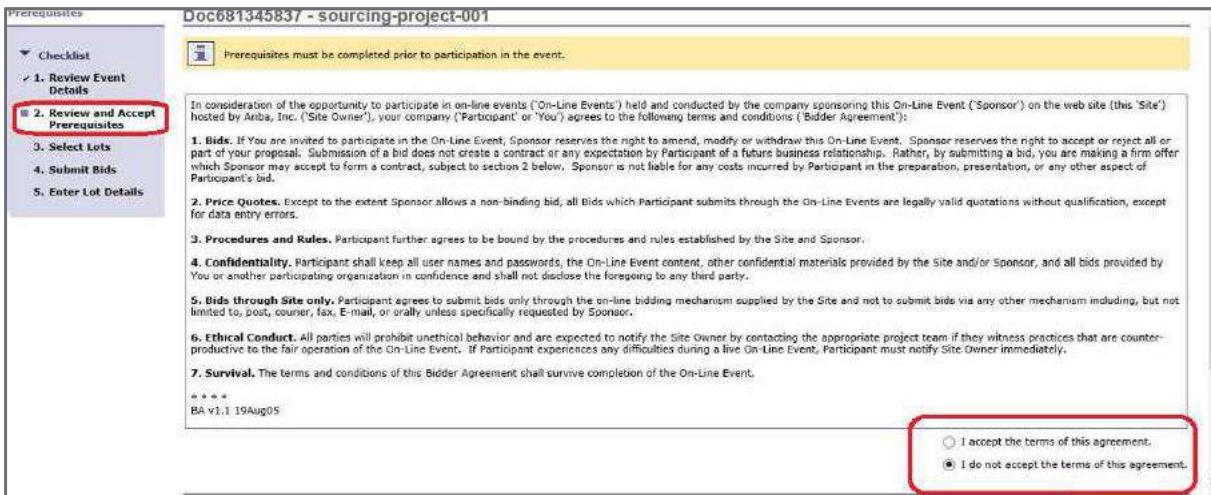 Prerequisites
Doc681345837 - sourcing-project-001
Checklist
1. Review Event
Details
2. Review and Accept
Prerequisites
3. Select Lots
4. Submit Bids
5. Enter Lot Details
Prerequisites must be completed prior to participation in the event.
In consideration of the opportunity to participate in on-line events ('On-Line Events') held and conducted by the company sponsoring this On-Line Event ('Sponsor') on the web site (this 'Site')
hosted by Ariba, Inc. ('Site Owner'), your company ('Participant' or 'You') agrees to the following terms and conditions ('Bidder Agreement'):
1. Bids. If You are invited to participate in the On-Line Event, Sponsor reserves the right to amend, modify or withdraw this On-Line Event. Sponsor reserves the right to accept or reject all or
part of your proposal. Submission of a bid does not create a contract or any expectation by Participant of a future business relationship. Rather, by submitting a bid, you are making a firm offer
which Sponsor may accept to form a contract, subject to section 2 below. Sponsor is not liable for any costs incurred by Participant in the preparation, presentation, or any other aspect of
Participant's bid.
2. Price Quotes. Except to the extent Sponsor allows a non-binding bid, all Bids which Participant submits through the On-Line Events are legally valid quotations without qualification, except
for data entry errors.
3. Procedures and Rules. Participant further agrees to be bound by the procedures and rules established by the Site and Sponsor.
4. Confidentiality. Participant shall keep all user names and passwords, the On-Line Event content, other confidential materials provided by the Site and/or Sponsor, and all bids provided by
You or another participating organization in confidence and shall not disclose the foregoing to any third party.
5. Bids through Site only. Participant agrees to submit bids only through the on-line bidding mechanism supplied by the Site and not to submit bids via any other mechanism including, but not
limited to, post, courier, fax, E-mail, or orally unless specifically requested by Sponsor.
6. Ethical Conduct. All parties will prohibit unethical behavior and are expected to notify the Site Owner by contacting the appropriate project team if they witness practices that are counter-
productive to the fair operation of the On-Line Event. If Participant experiences any difficulties during a live On-Line Event, Participant must notify Site Owner immediately.
7. Survival. The terms and conditions of this Bidder Agreement shall survive completion of the On-Line Event.
* * * *
BA v1.1 19Aug05
I accept the terms of this agreement.
I do not accept the terms of this agreement.